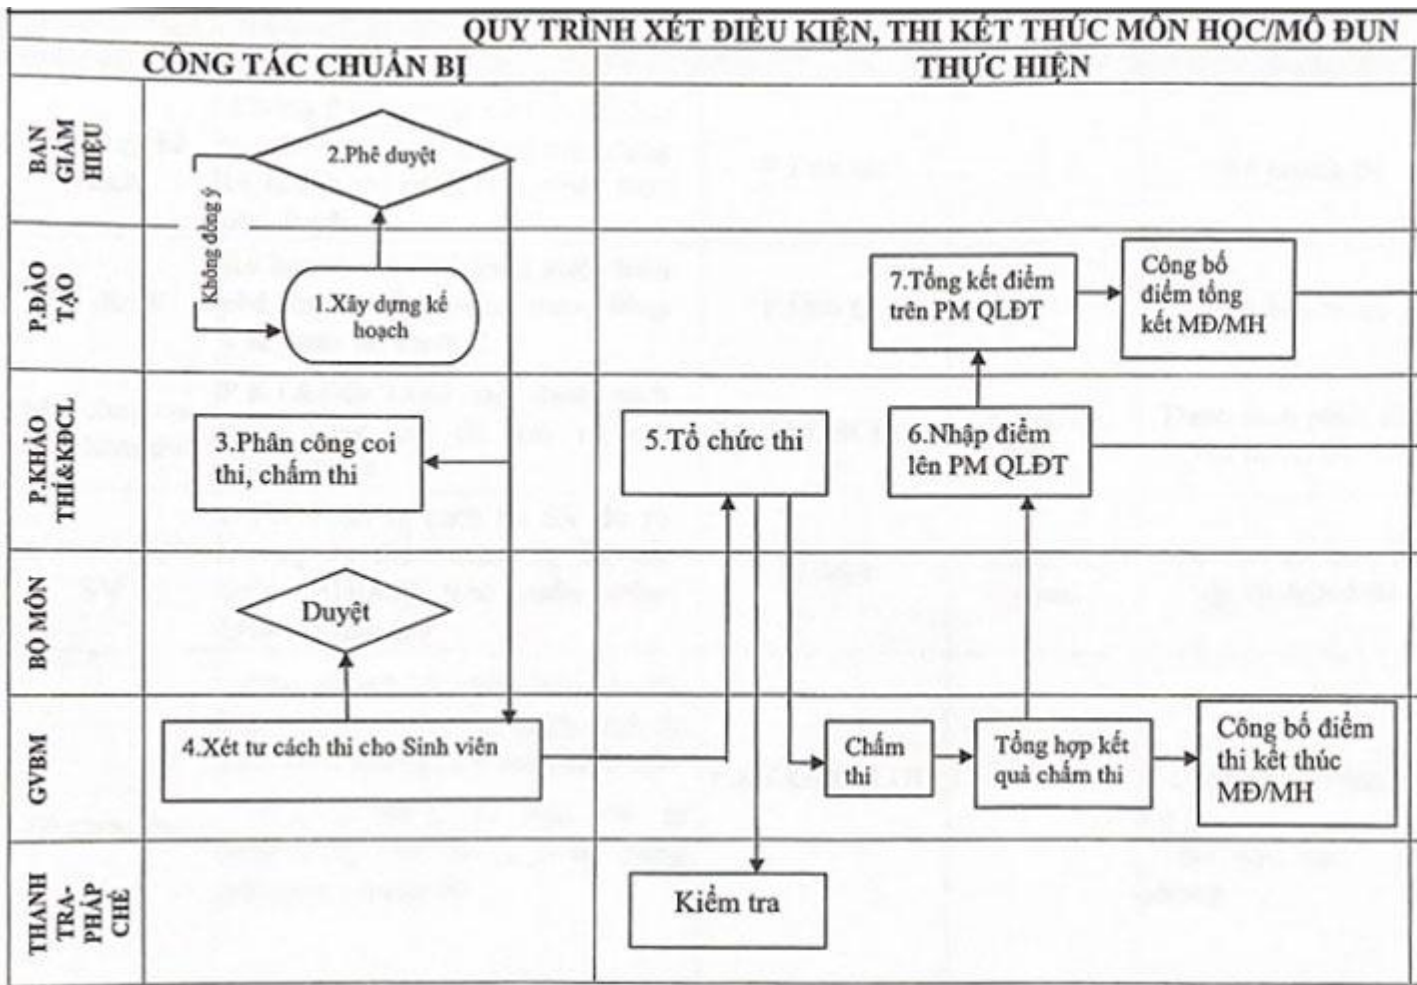 QUY TRÌNH XÉT ĐIỀU KIỆN, THI KẾT THÚC MÔN HỌC/MÔ ĐUN
CÔNG TÁC CHUẨN BỊ
THỰC HIỆN
BAN
GIÁM
HIỆU
2.Phê duyệt
Không đồng ý
P.ĐÀO
TẠO
1.Xây dựng kế
hoạch
7.Tổng kết điểm
trên PM QLĐT
Công bố
điểm tổng
kết MĐ/MH
P.KHẢO
THÍ&KĐCL
3.Phân công coi
thi, chấm thi
5.Tổ chức thi
6.Nhập điểm
lên PM QLĐT
BỘ MÔN
Duyệt
GVBM
4.Xét tư cách thi cho Sinh viên
Chấm
thi
Tổng hợp kết
quả chấm thi
Công bố điểm
thi kết thúc
MĐ/MH
THANH
TRA-
PHÁP
CHẾ
Kiểm tra